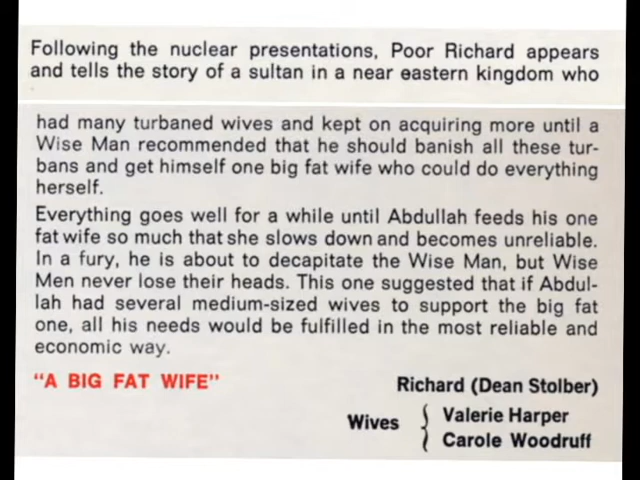 Following the nuclear presentations, Poor Richard appears
and tells the story of a sultan in a near eastern kingdom who
had many turbaned wives and kept on acquiring more until a
Wise Man recommended that he should banish all these tur-
bans and get himself one big fat wife who could do everything
herself.
Everything goes well for a while until Abdullah feeds his one
fat wife so much that she slows down and becomes unreliable.
In a fury, he is about to decapitate the Wise Man, but Wise
Men never lose their heads. This one suggested that if Abdul-
lah had several medium-sized wives to support the big fat
one, all his needs would be fulfilled in the most reliable and
economic way.
"A BIG FAT WIFE"
Richard (Dean Stolber)
Wives { Valerie Harper
Carole Woodruff